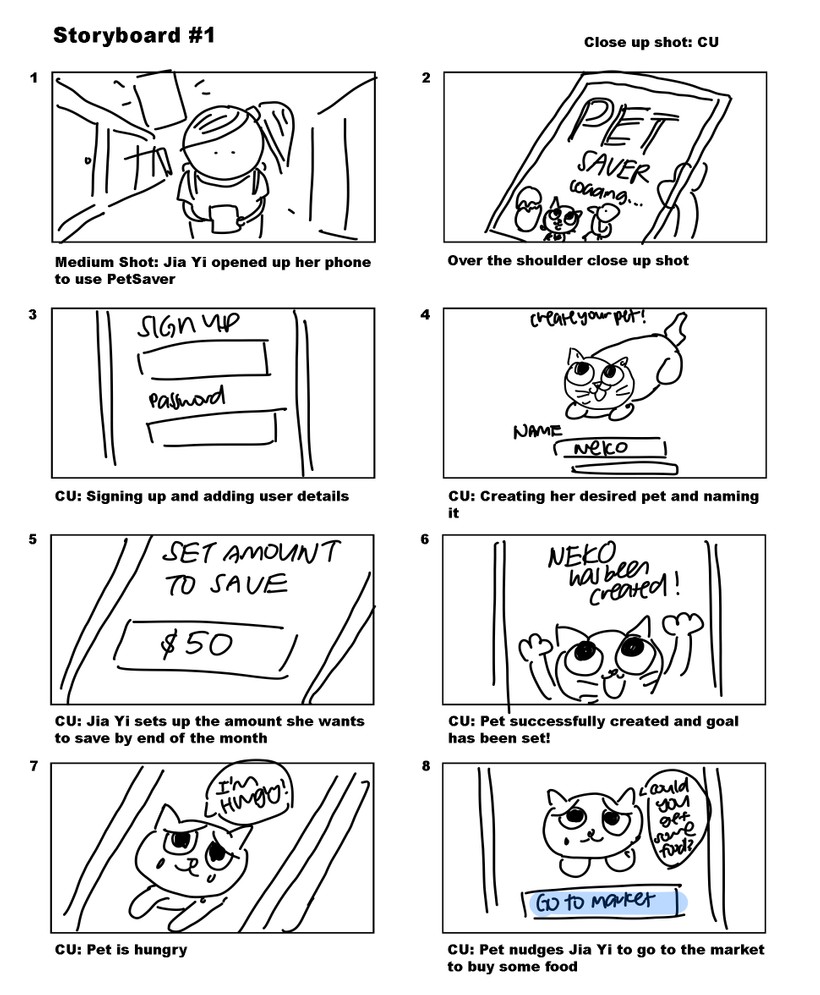 Storyboard #1
Close up shot: CU
1
2
PET
SAVER
loading...
Medium Shot: Jia Yi opened up her phone
to use PetSaver
Over the shoulder close up shot
3
SIGN UP
Password
4
create your pet!
NAME
Neko
CU: Signing up and adding user details
CU: Creating her desired pet and naming
it
5
SET AMOUNT
TO SAVE
$50
6
NEKO
has been
created!
CU: Jia Yi sets up the amount she wants
to save by end of the month
CU: Pet successfully created and goal
has been set!
7
I'm
Hungry!
8
could
you
get
some
food?
Go to market
CU: Pet is hungry
CU: Pet nudges Jia Yi to go to the market
to buy some food